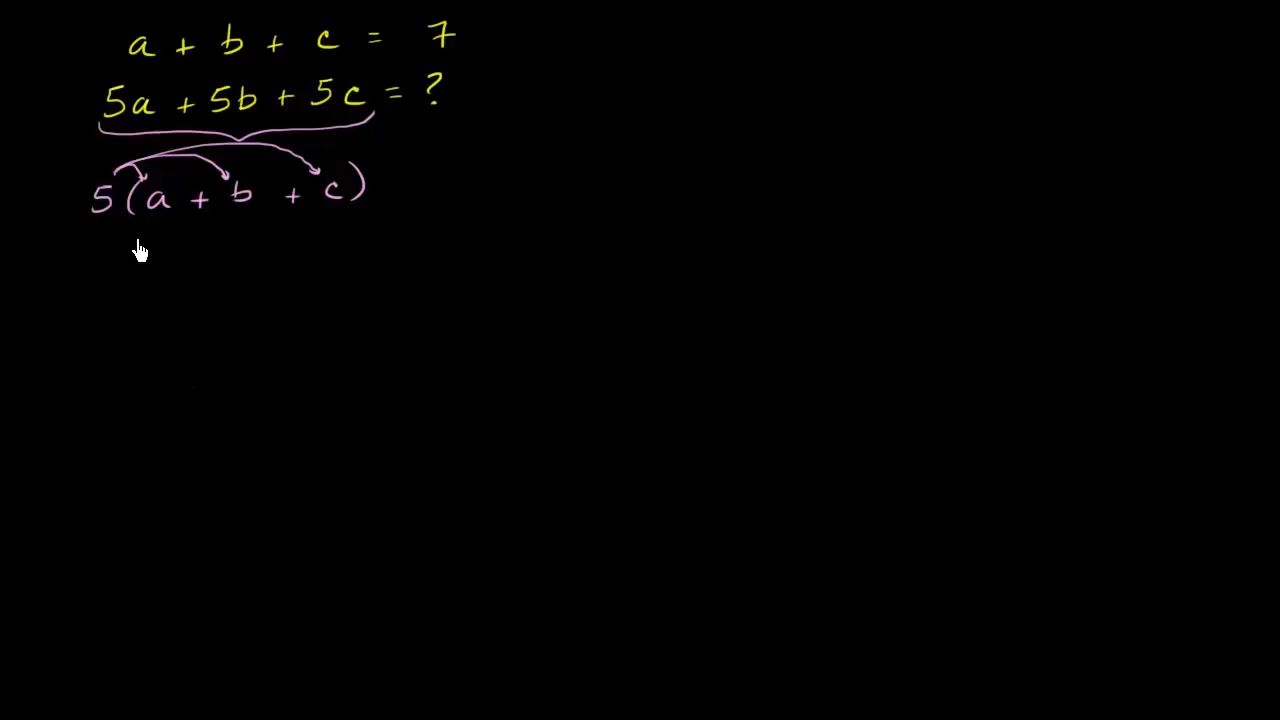 a + b + c = 7
5a + 5b + 5c = ?
5(a + b + c)